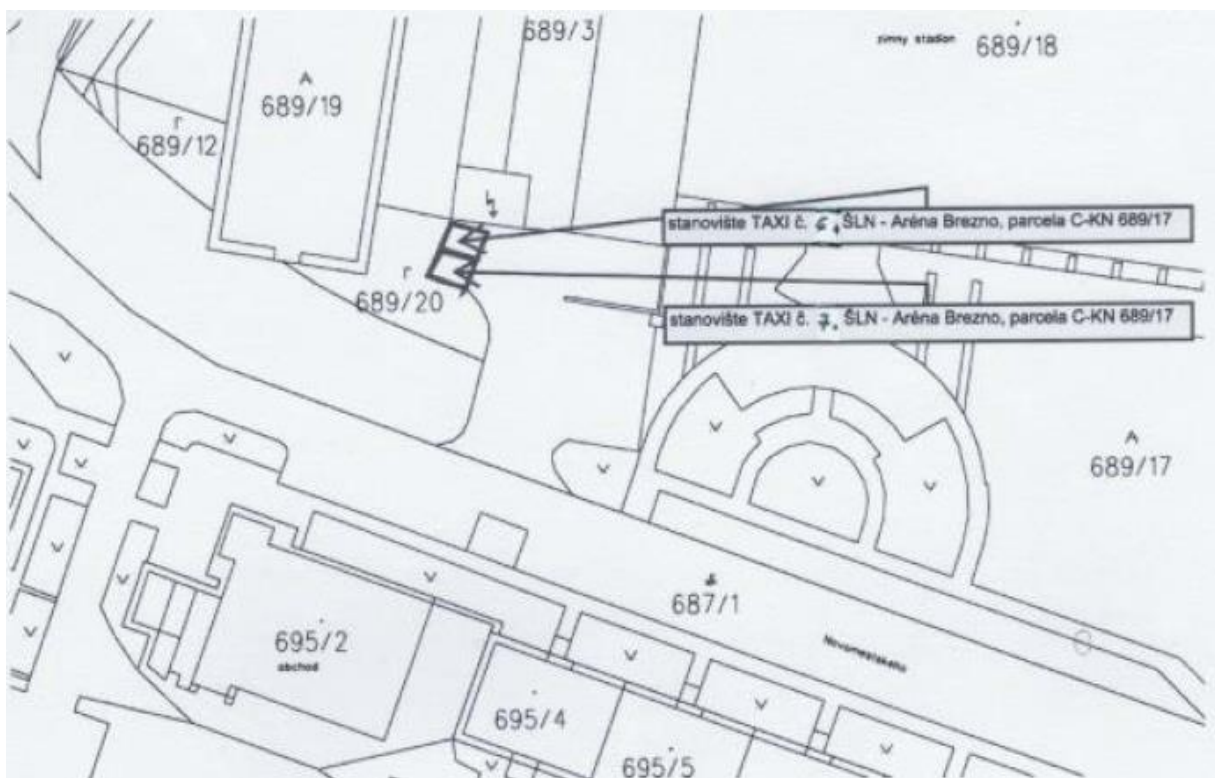 689/3
zimny stadion 689/18
689/19
689/12
stanovište TAXI č. 6, ŠLN - Aréna Brezno, parcela C-KN 689/17
689/20
stanovište TAXI č. 7, ŠLN - Aréna Brezno, parcela C-KN 689/17
689/17
687/1
Novomestského
695/2
obchod
695/4
695/5